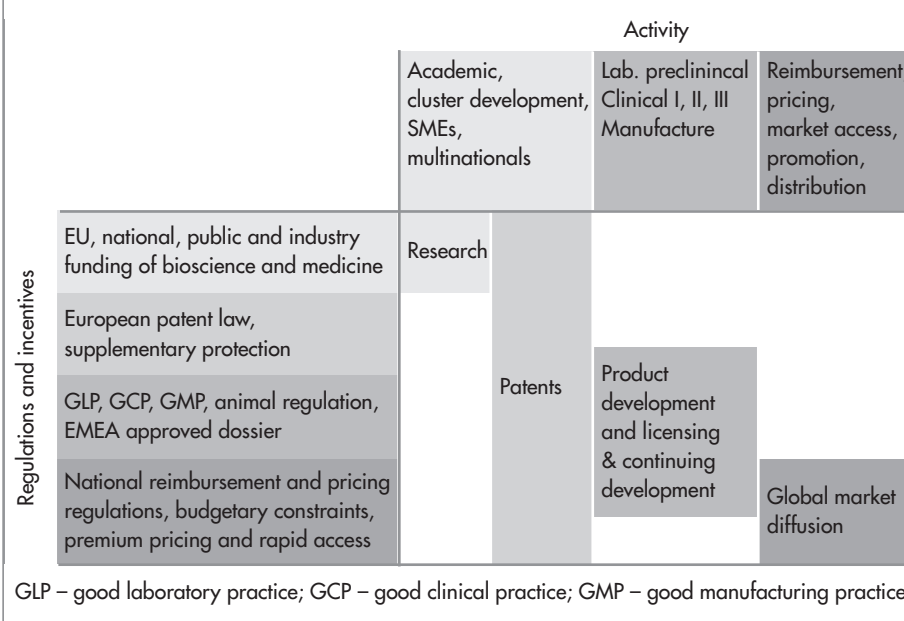 Activity
Academic,
cluster development,
SMEs,
multinationals
Lab. preclinincal
Clinical I, II, III
Manufacture
Reimbursement
pricing,
market access,
promotion,
distribution
Regulations and incentives
EU, national, public and industry
funding of bioscience and medicine
Research
European patent law,
supplementary protection
Patents
GLP, GCP, GMP, animal regulation,
EMEA approved dossier
Product
development
and licensing
& continuing
development
National reimbursement and pricing
regulations, budgetary constraints,
premium pricing and rapid access
Global market
diffusion
GLP – good laboratory practice; GCP – good clinical practice; GMP – good manufacturing practice